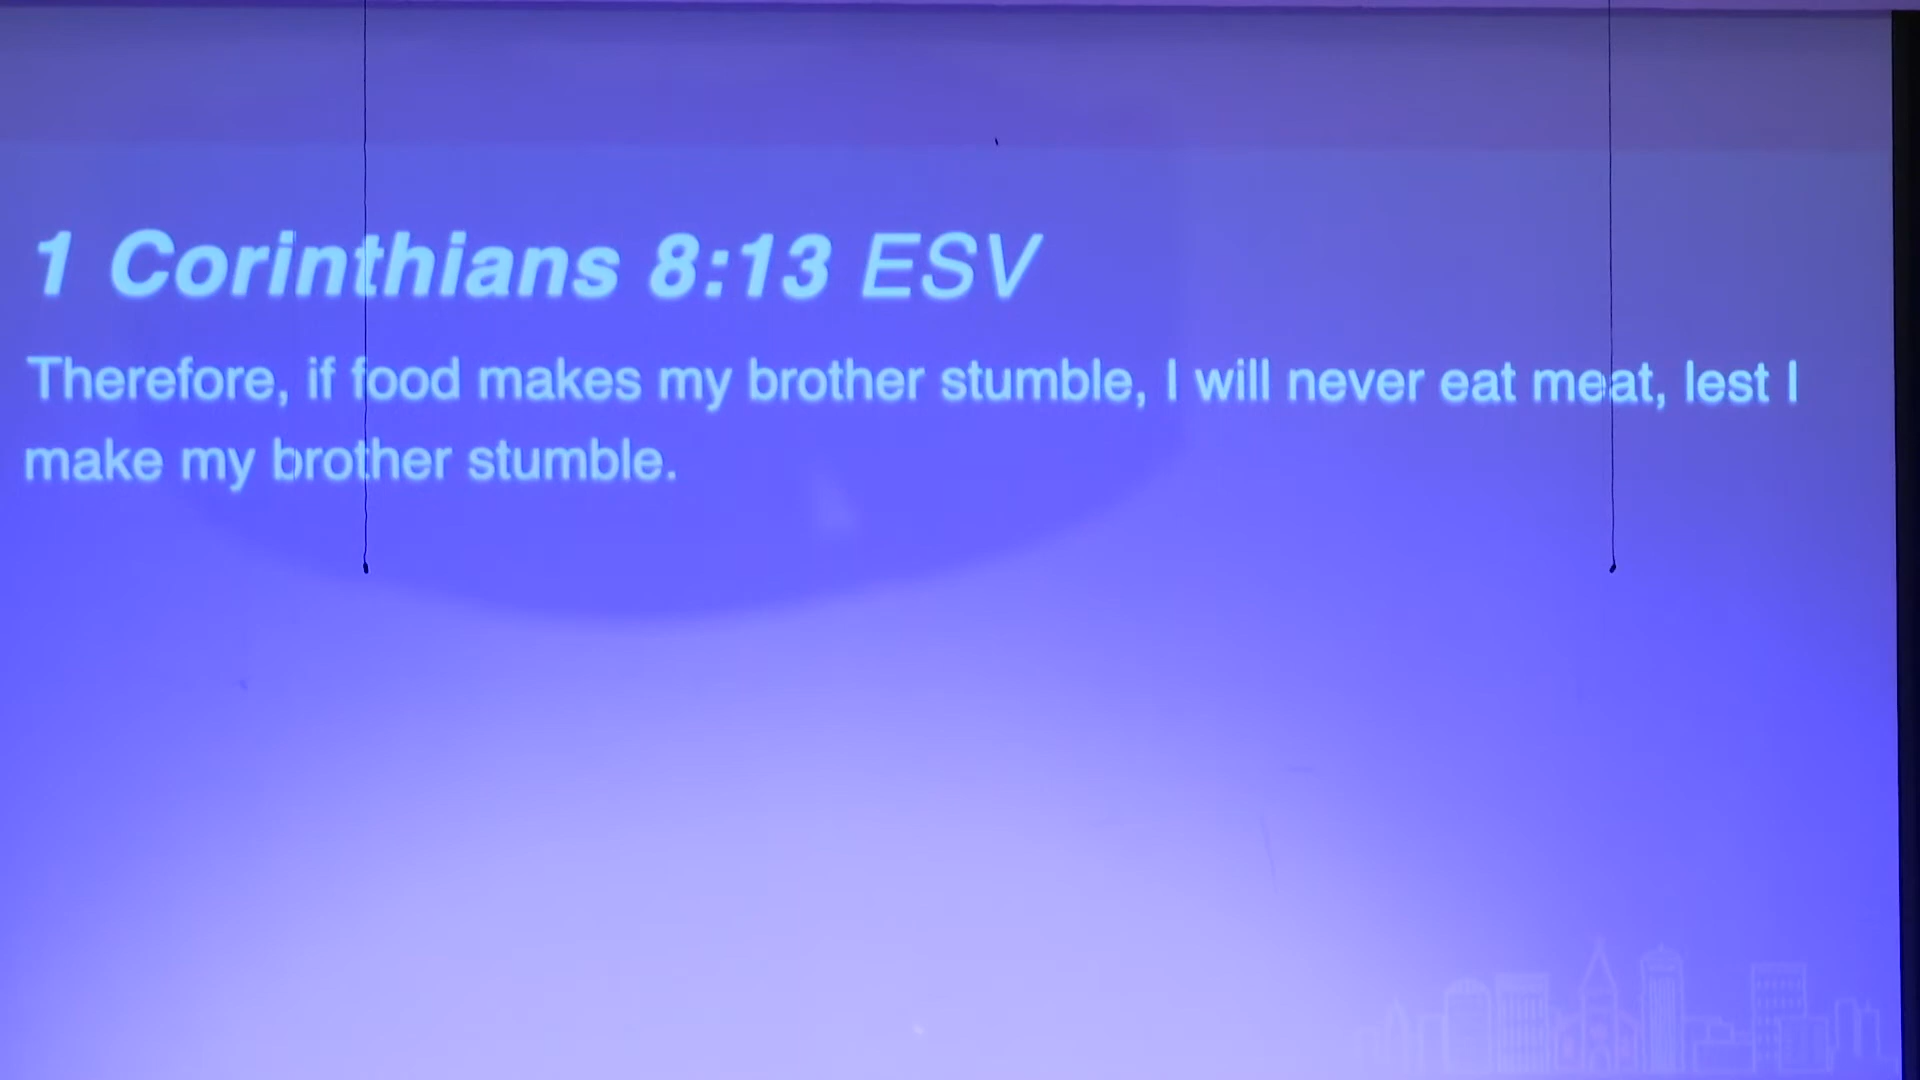 1 Corinthians 8:13 ESV
Therefore, if food makes my brother stumble, I will never eat meat, lest I
make my brother stumble.